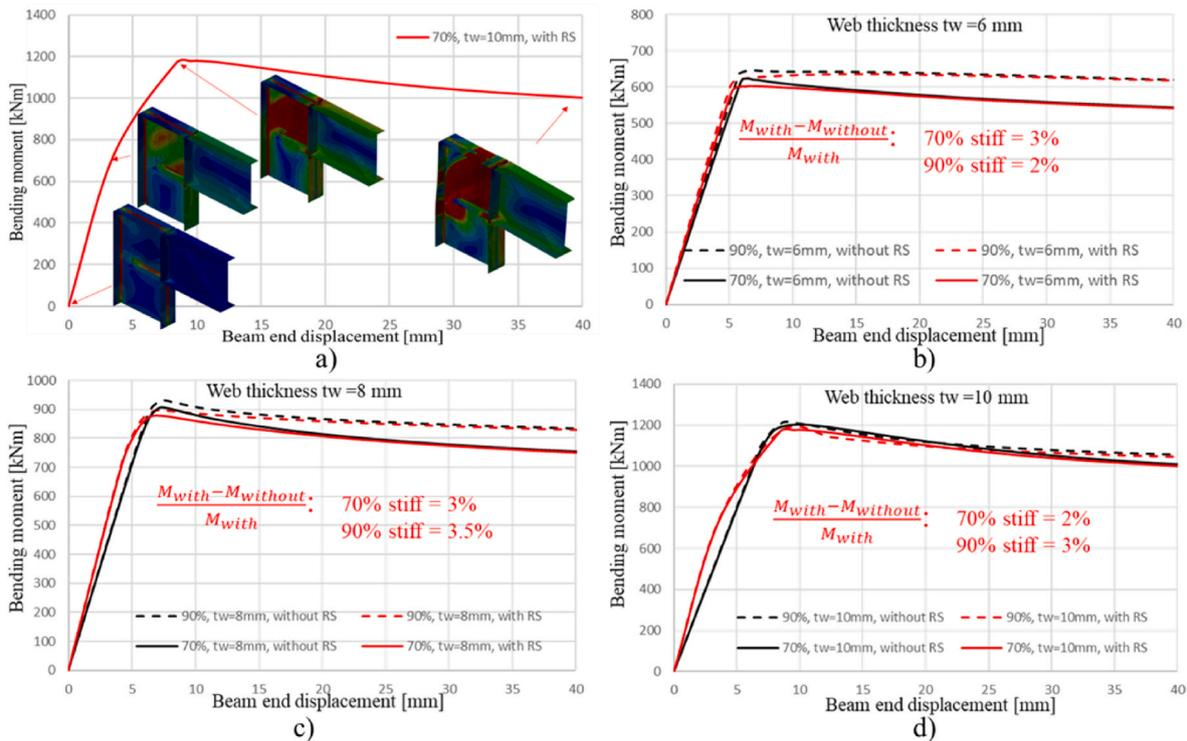 1400
1200
1000
800
600
400
200
0
0 5 10 15 20 25 30 35 40
Bending moment [kNm]
70%, tw=10mm, with RS
Beam end displacement [mm]
a)
800
700
600
500
400
300
200
100
0
0 5 10 15 20 25 30 35 40
Bending moment [kNm]
Web thickness tw =6 mm
M_with−M_without
M_with
:
70% stiff = 3%
90% stiff = 2%
90%, tw=6mm, without RS 90%, tw=6mm, with RS
70%, tw=6mm, without RS 70%, tw=6mm, with RS
Beam end displacement [mm]
b)
1000
900
800
700
600
500
400
300
200
100
0
0 5 10 15 20 25 30 35 40
Bending moment [kNm]
Web thickness tw =8 mm
M_with−M_without
M_with
:
70% stiff = 3%
90% stiff = 3.5%
90%, tw=8mm, without RS 90%, tw=8mm, with RS
70%, tw=8mm, without RS 70%, tw=8mm, with RS
Beam end displacement [mm]
c)
1400
1200
1000
800
600
400
200
0
0 5 10 15 20 25 30 35 40
Bending moment [kNm]
Web thickness tw =10 mm
M_with−M_without
M_with
:
70% stiff = 2%
90% stiff = 3%
90%, tw=10mm, without RS 90%, tw=10mm, with RS
70%, tw=10mm, without RS 70%, tw=10mm, with RS
Beam end displacement [mm]
d)